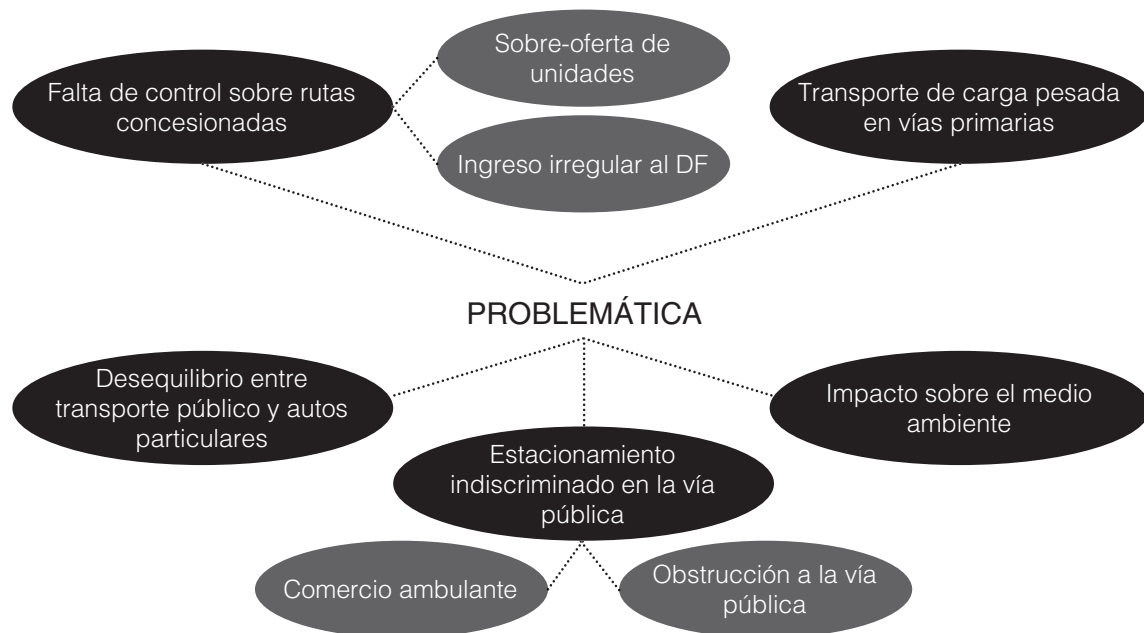 Sobre-oferta de
unidades
Falta de control sobre rutas
concesionadas
Transporte de carga pesada
en vías primarias
Ingreso irregular al DF
PROBLEMÁTICA
Desequilibrio entre
transporte público y autos
particulares
Impacto sobre el medio
ambiente
Estacionamiento
indiscriminado en la vía
pública
Comercio ambulante
Obstrucción a la vía
pública